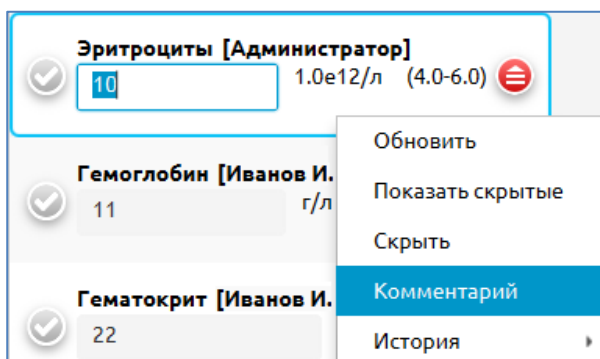 Эритроциты [Администратор]
10 1.0e12/л (4.0-6.0)
Обновить
Гемоглобин [Иванов И.
Показать скрытые
11 г/л
Скрыть
Гематокрит [Иванов И.
Комментарий
22
История